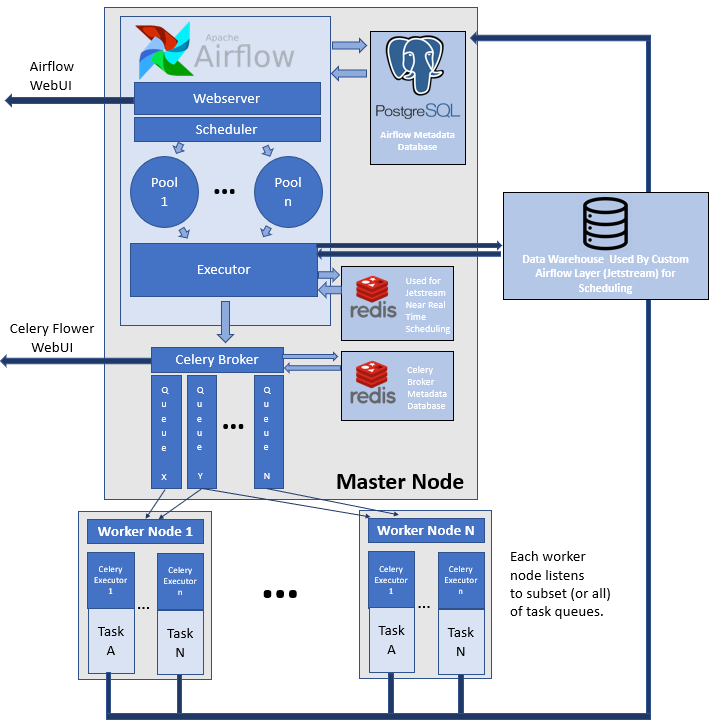 Apache
Airflow
Airflow
WebUI
Webserver
Scheduler
PostgreSQL
Airflow Metadata
Database
Pool
1
...
Pool
n
Executor
Data Warehouse Used By Custom
Airflow Layer (Jetstream) for
Scheduling
redis
Used for
Jetstream
Near Real
Time
Scheduling
Celery Flower
WebUI
Celery Broker
redis
Celery
Broker
Metadata
Database
Queue X
Queue Y
...
Queue N
Master Node
Worker Node 1
Celery
Executor
1
...
Celery
Executor
n
Task
A
Task
N
...
Worker Node N
Celery
Executor
1
...
Celery
Executor
n
Task
A
Task
N
Each worker
node listens
to subset (or all)
of task queues.